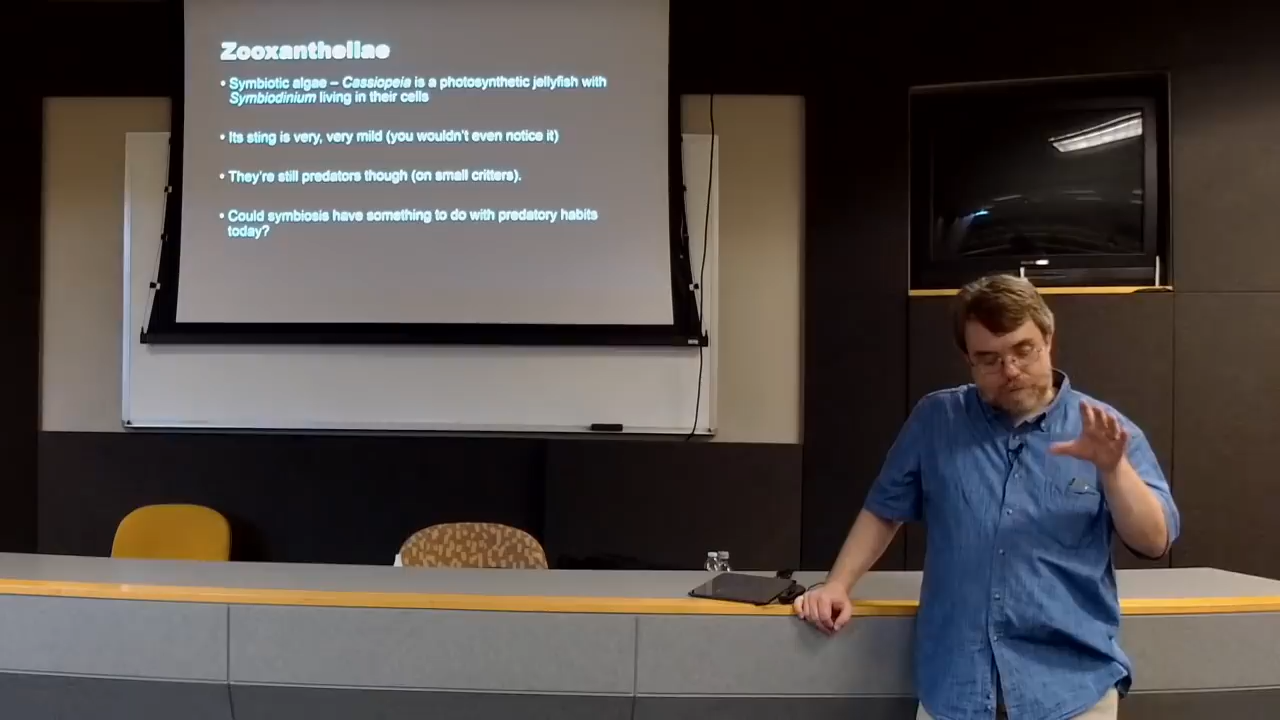 Zooxanthellae
• Symbiotic algae – Cassiopeia is a photosynthetic jellyfish with
Symbiodinium living in their cells
• Its sting is very, very mild (you wouldn't even notice it)
• They're still predators though (on small critters).
• Could symbiosis have something to do with predatory habits
today?